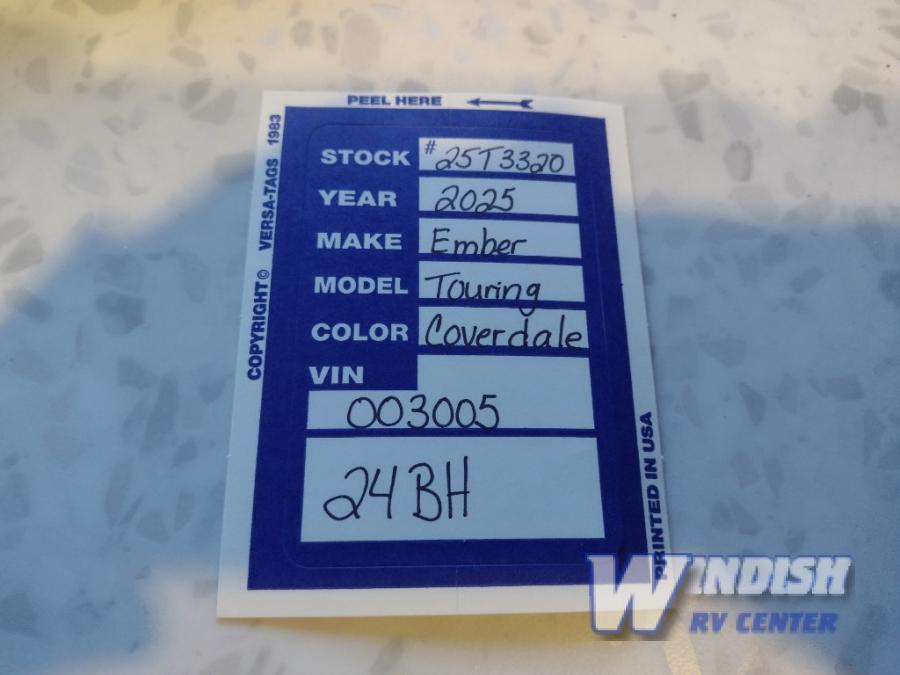 PEEL HERE
COPYRIGHT © VERSA-TAGS 1983
STOCK #25T3320
YEAR 2025
MAKE Ember
MODEL Touring
COLOR Coverdale
VIN
003005
24BH
PRINTED IN USA
WINDISH
RV CENTER